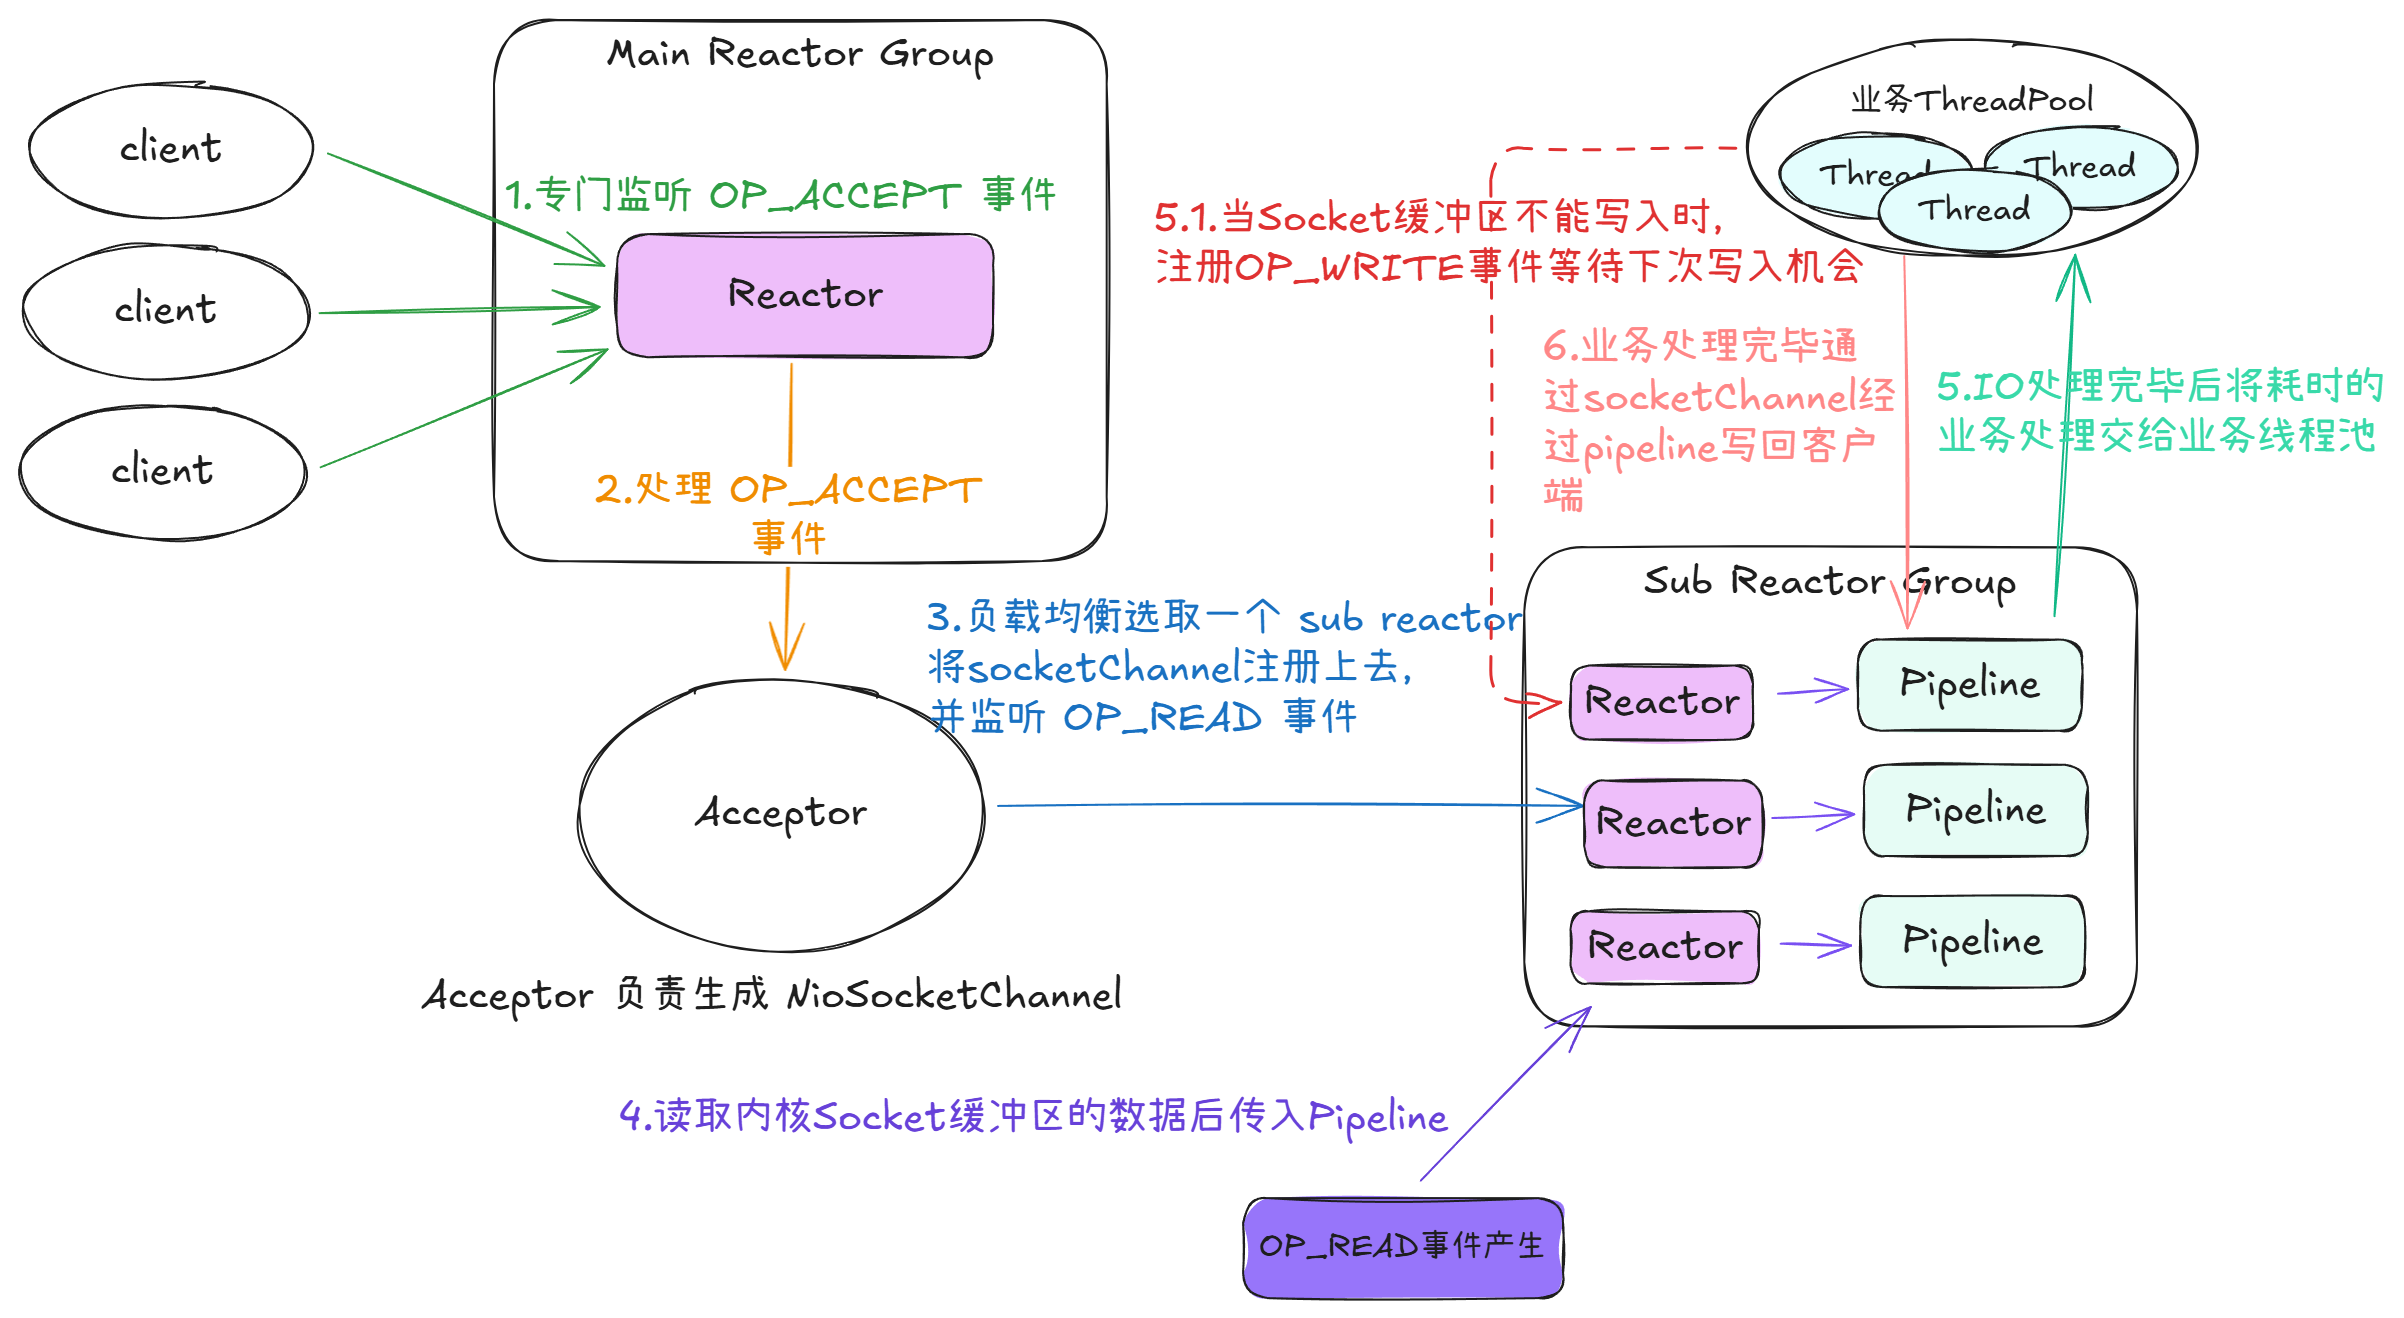 Main Reactor Group
client
client
client
1.专门监听 OP_ACCEPT 事件
Reactor
2.处理 OP_ACCEPT
事件
Acceptor
Acceptor 负责生成 NioSocketChannel
3.负载均衡选取一个 sub reactor
将socketChannel注册上去，
并监听 OP_READ 事件
4.读取内核Socket缓冲区的数据后传入Pipeline
OP_READ事件产生
业务ThreadPool
Thread
Thread
Thread
5.1.当Socket缓冲区不能写入时，
注册OP_WRITE事件等待下次写入机会
6.业务处理完毕通
过socketChannel经
过pipeline写回客户
端
5.IO处理完毕后将耗时的
业务处理交给业务线程池
Sub Reactor Group
Reactor
Pipeline
Reactor
Pipeline
Reactor
Pipeline